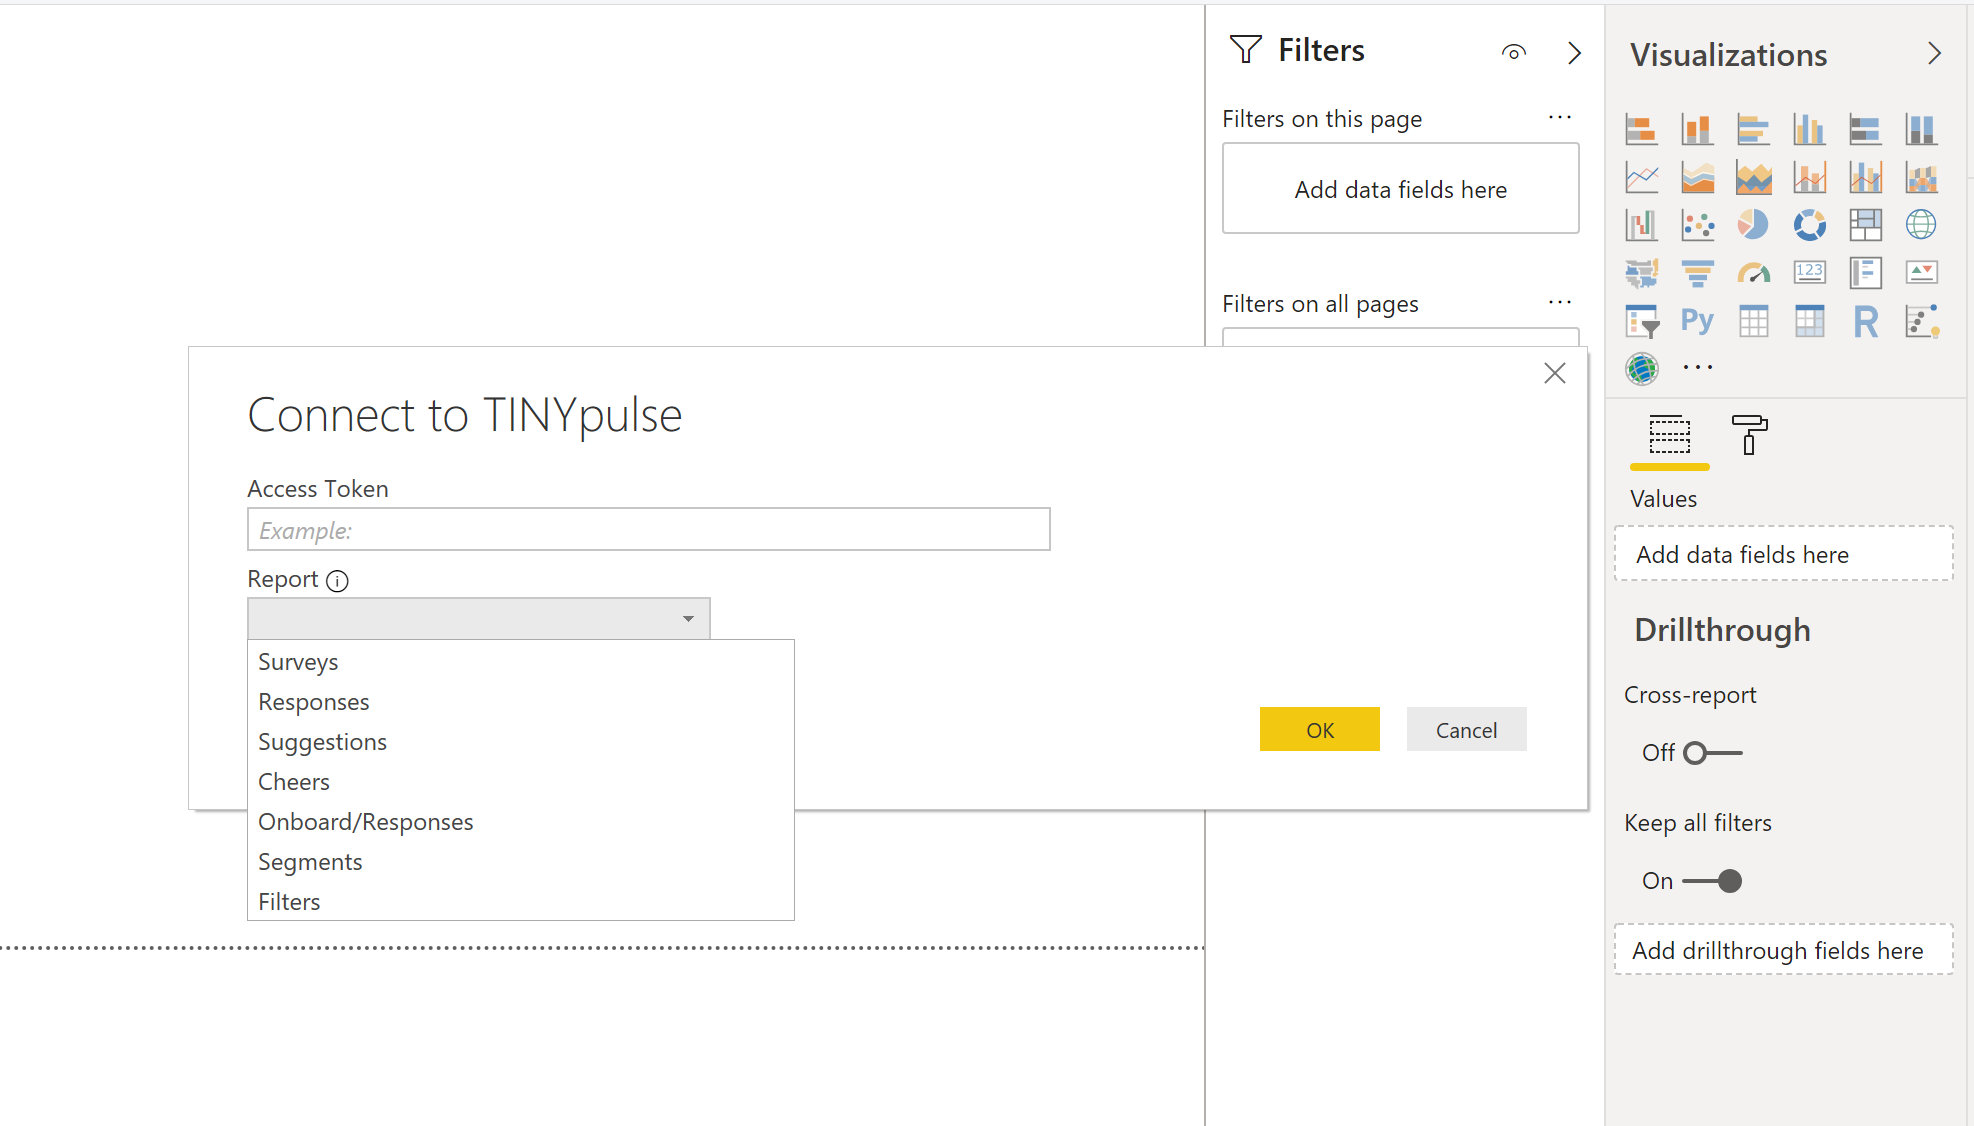 Filters
Filters on this page
Add data fields here
Filters on all pages
Connect to TINYpulse
Access Token
Example:
Report
Surveys
Responses
Suggestions
Cheers
Onboard/Responses
Segments
Filters
OK
Cancel
Visualizations
123
Py
R
Values
Add data fields here
Drillthrough
Cross-report
Off
Keep all filters
On
Add drillthrough fields here